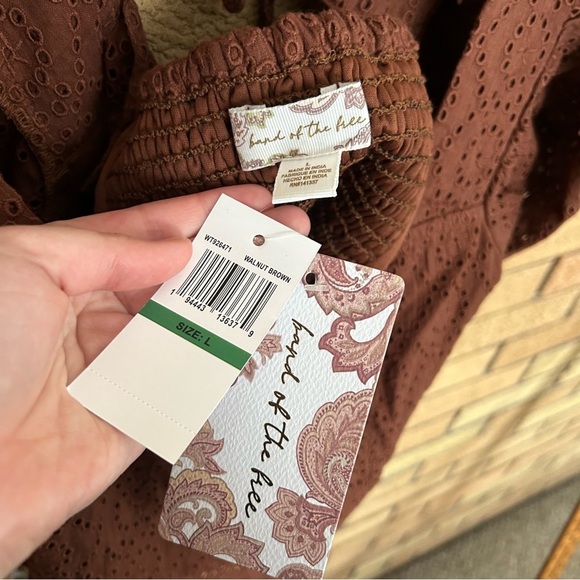 band of the free
L
MADE IN INDIA
FABRIQUÉ EN INDE
HECHO EN INDIA
RN#141557
WT926471
WALNUT BROWN
1 94443 13637 9
SIZE: L
band of the free